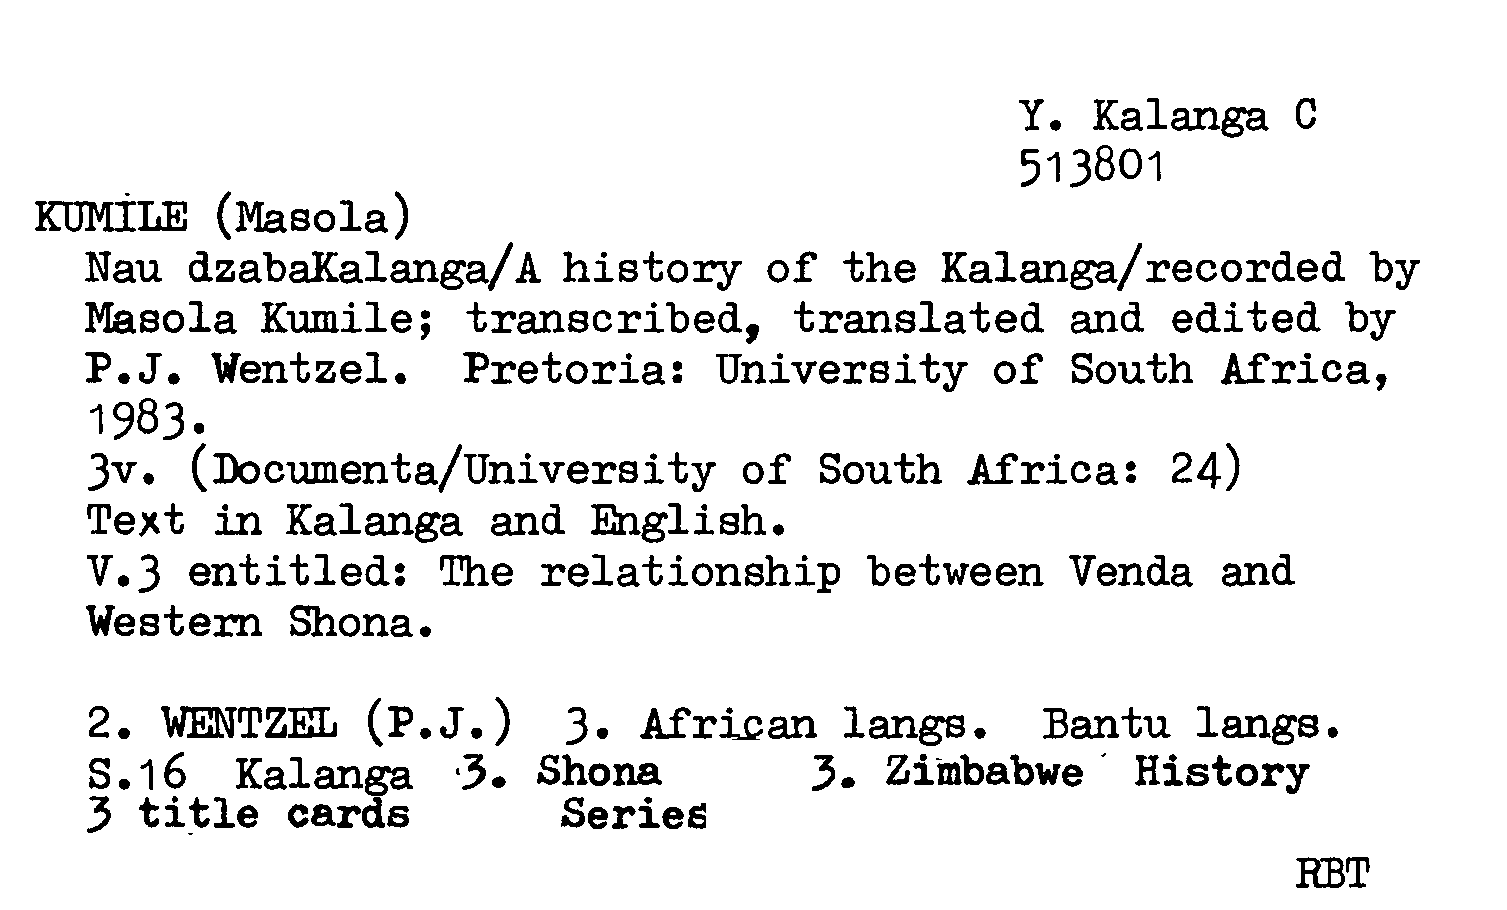 Y. Kalanga C
513801
KUMILE (Masola)
Nau dzabaKalanga/A history of the Kalanga/recorded by
Masola Kumile; transcribed, translated and edited by
P.J. Wentzel. Pretoria: University of South Africa,
1983.
3v. (Documenta/University of South Africa: 24)
Text in Kalanga and English.
V.3 entitled: The relationship between Venda and
Western Shona.
2. WENTZEL (P.J.) 3. African langs. Bantu langs.
S.16 Kalanga 3. Shona 3. Zimbabwe History
3 title cards Series
RBT